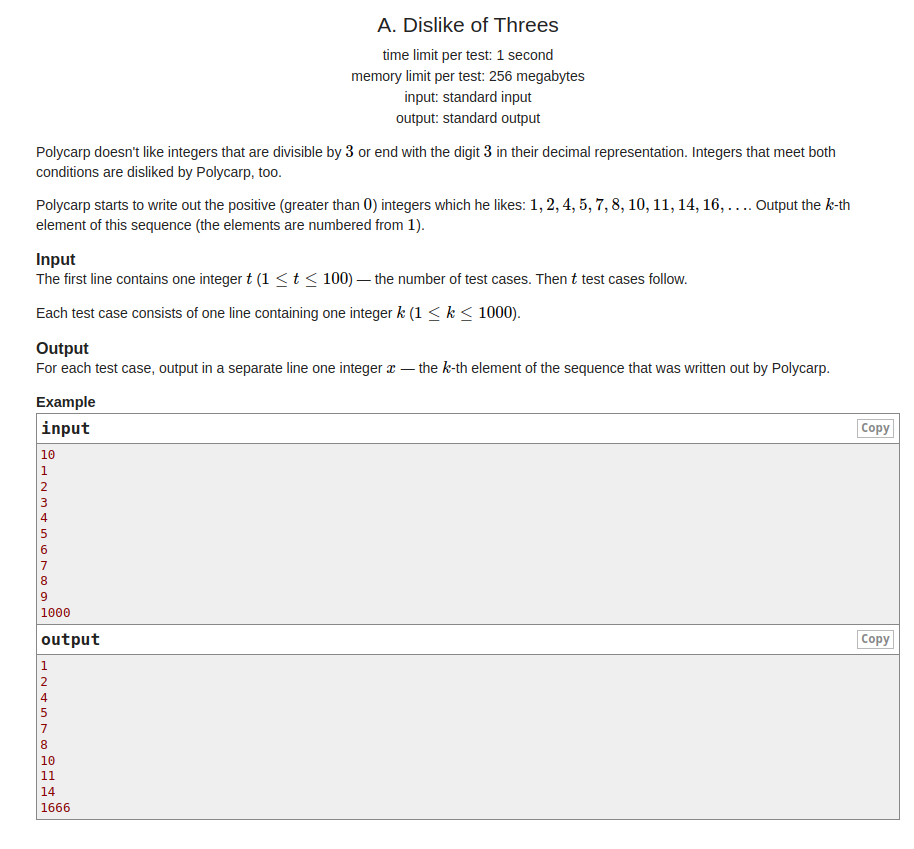 A. Dislike of Threes
time limit per test: 1 second
memory limit per test: 256 megabytes
input: standard input
output: standard output
Polycarp doesn't like integers that are divisible by 3 or end with the digit 3 in their decimal representation. Integers that meet both
conditions are disliked by Polycarp, too.
Polycarp starts to write out the positive (greater than 0) integers which he likes: 1, 2, 4, 5, 7, 8, 10, 11, 14, 16, . . .. Output the k-th
element of this sequence (the elements are numbered from 1).
Input
The first line contains one integer t (1 ≤ t ≤ 100) — the number of test cases. Then t test cases follow.
Each test case consists of one line containing one integer k (1 ≤ k ≤ 1000).
Output
For each test case, output in a separate line one integer x — the k-th element of the sequence that was written out by Polycarp.
Example
input Copy
10
1
2
3
4
5
6
7
8
9
1000
output Copy
1
2
4
5
7
8
10
11
14
1666